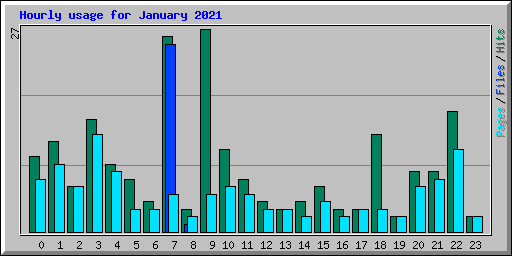 Hourly usage for January 2021
27
Pages/Files/Hits
0 1 2 3 4 5 6 7 8 9 10 11 12 13 14 15 16 17 18 19 20 21 22 23